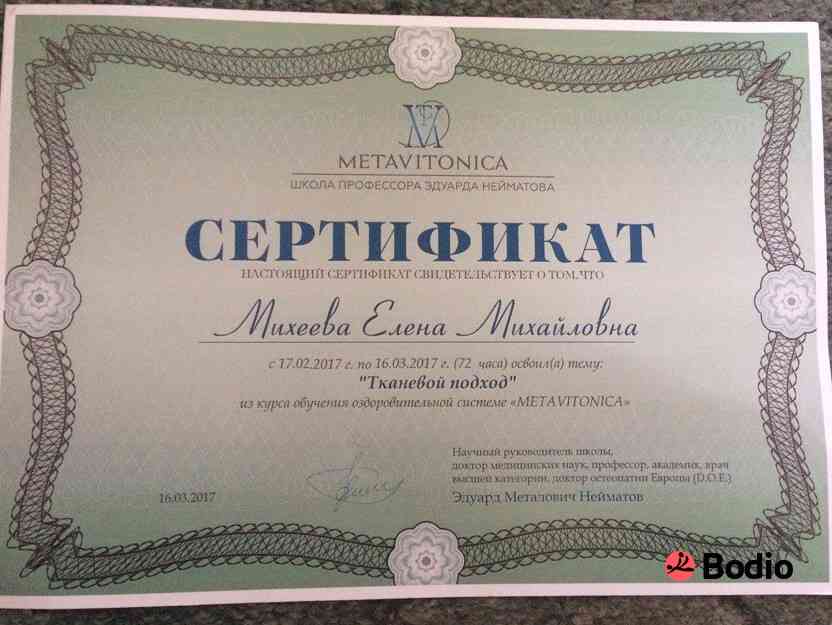 METAVITONICA
ШКОЛА ПРОФЕССОРА ЭДУАРДА НЕЙМАТОВА
СЕРТИФИКАТ
НАСТОЯЩИЙ СЕРТИФИКАТ СВИДЕТЕЛЬСТВУЕТ О ТОМ,ЧТО
Михеева Елена Михайловна
с 17.02.2017 г. по 16.03.2017 г. (72 часа) освоил(а) тему:
"Тканевой подход"
из курса обучения оздоровительной системе «METAVITONICA»
Научный руководитель школы,
доктор медицинских наук, профессор, академик, врач
высшей категории, доктор остеопатии Европы (D.O.E.)
Эдуард Металович Нейматов
16.03.2017
Bodio